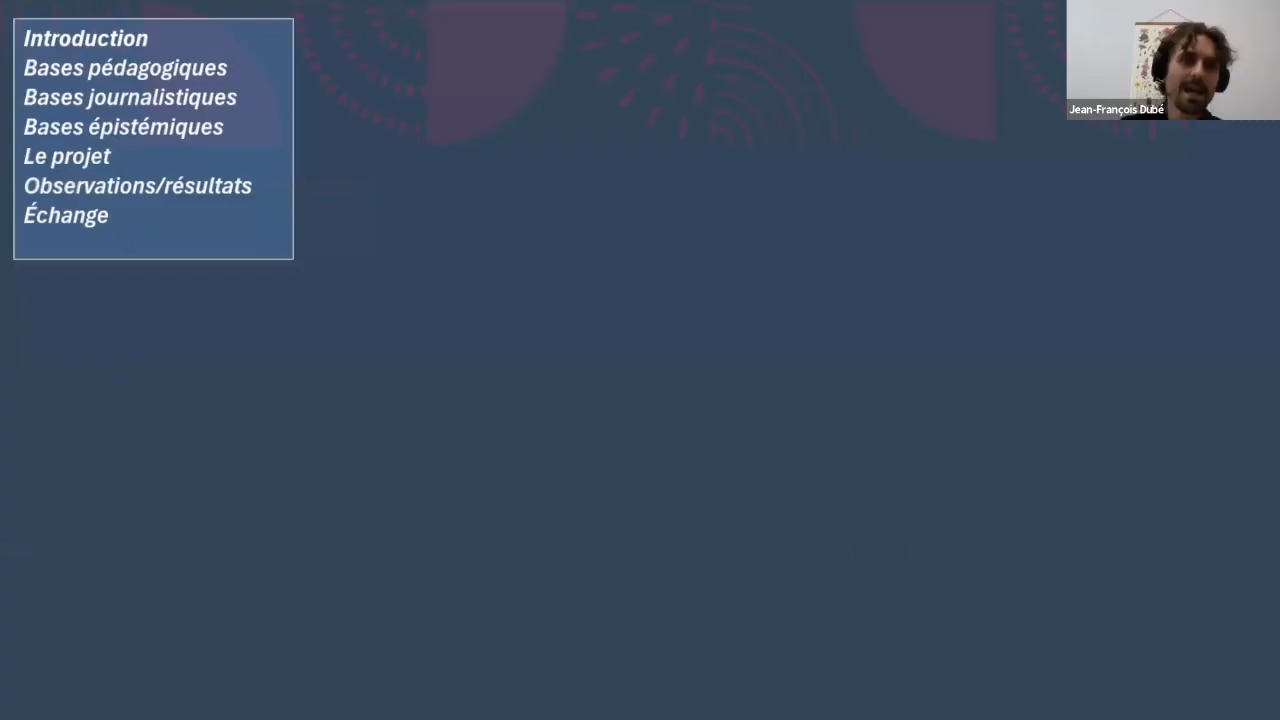 Introduction
Bases pédagogiques
Bases journalistiques
Bases épistémiques
Le projet
Observations/résultats
Échange
Jean-François Dubé